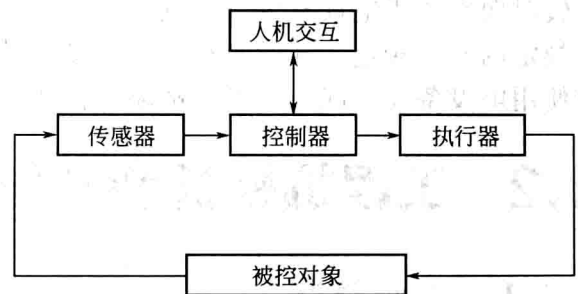 人机交互
传感器
控制器
执行器
被控对象